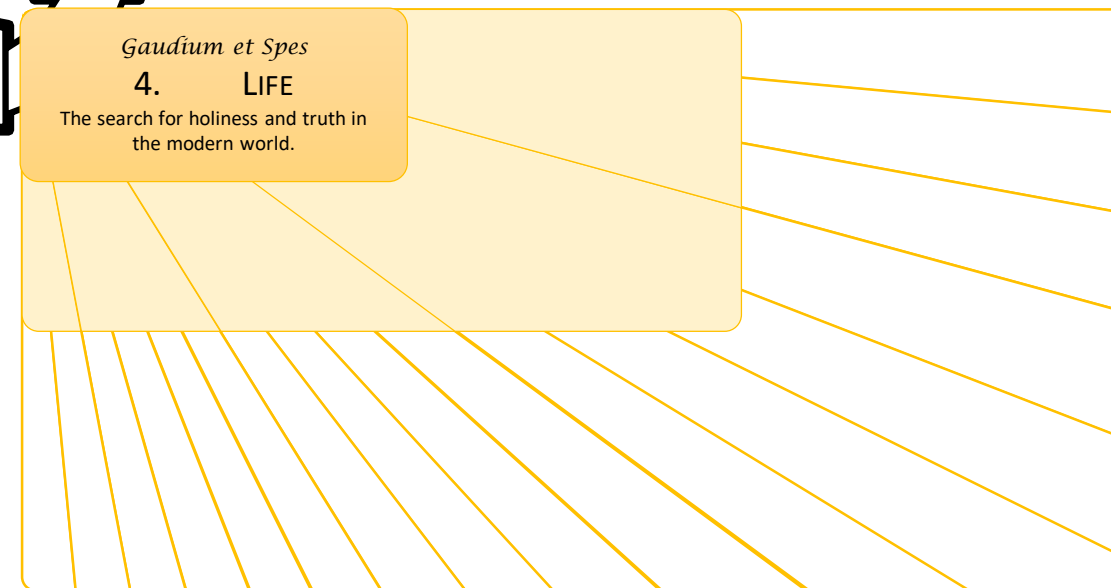 Gaudium et Spes
4. LIFE
The search for holiness and truth in
the modern world.